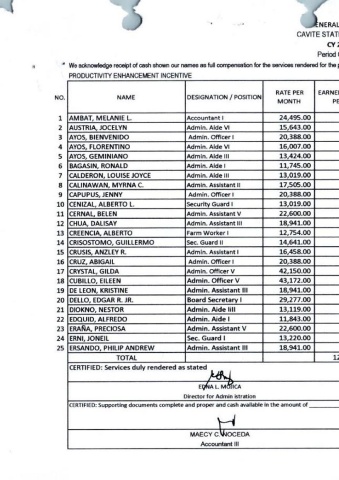 ENERAL
CAVITE STAT
CY 2
Period
We acknowledge receipt of cash shown our names as full compensation for the services rendered for the p
PRODUCTIVITY ENHANCEMENT INCENTIVE
NO. NAME DESIGNATION / POSITION RATE PER MONTH EARNED PE
1 AMBAT, MELANIE L. Accountant I 24,495.00
2 AUSTRIA, JOCELYN Admin. Aide VI 15,643.00
3 AYOS, BIENVENIDO Admin. Officer I 20,388.00
4 AYOS, FLORENTINO Admin. Aide VI 16,007.00
5 AYOS, GEMINIANO Admin. Aide III 13,424.00
6 BAGASIN, RONALD Admin. Aide I 11,745.00
7 CALDERON, LOUISE JOYCE Admin. Aide III 13,019.00
8 CALINAWAN, MYRNA C. Admin. Assistant II 17,505.00
9 CAPUPUS, JENNY Admin. Officer I 20,388.00
10 CENIZAL, ALBERTO L. Security Guard I 13,019.00
11 CERNAL, BELEN Admin. Assistant V 22,600.00
12 CHUA, DALISAY Admin. Assistant III 18,941.00
13 CREENCIA, ALBERTO Farm Worker I 12,754.00
14 CRISOSTOMO, GUILLERMO Sec. Guard II 14,641.00
15 CRUSIS, ANZLEY R. Admin. Assistant I 16,458.00
16 CRUZ, ABIGAIL Admin. Officer I 20,388.00
17 CRYSTAL, GILDA Admin. Officer V 42,150.00
18 CUBILLO, EILEEN Admin. Officer V 43,172.00
19 DE LEON, KRISTINE Admin. Assistant III 18,941.00
20 DELLO, EDGAR R. JR. Board Secretary I 29,277.00
21 DIOKNO, NESTOR Admin. Aide IiII 13,119.00
22 EDQUID, ALFREDO Admin. Aide I 11,843.00
23 ERAÑA, PRECIOSA Admin. Assistant V 22,600.00
24 ERNI, JONEIL Sec. Guard I 13,220.00
25 ERSANDO, PHILIP ANDREW Admin. Assistant III 18,941.00
TOTAL 12
CERTIFIED: Services duly rendered as stated
EDNA L. MOJICA
Director for Admin istration
CERTIFIED: Supporting documents complete and proper and cash available in the amount of
MAECY C. NOCEDA
Accountant III